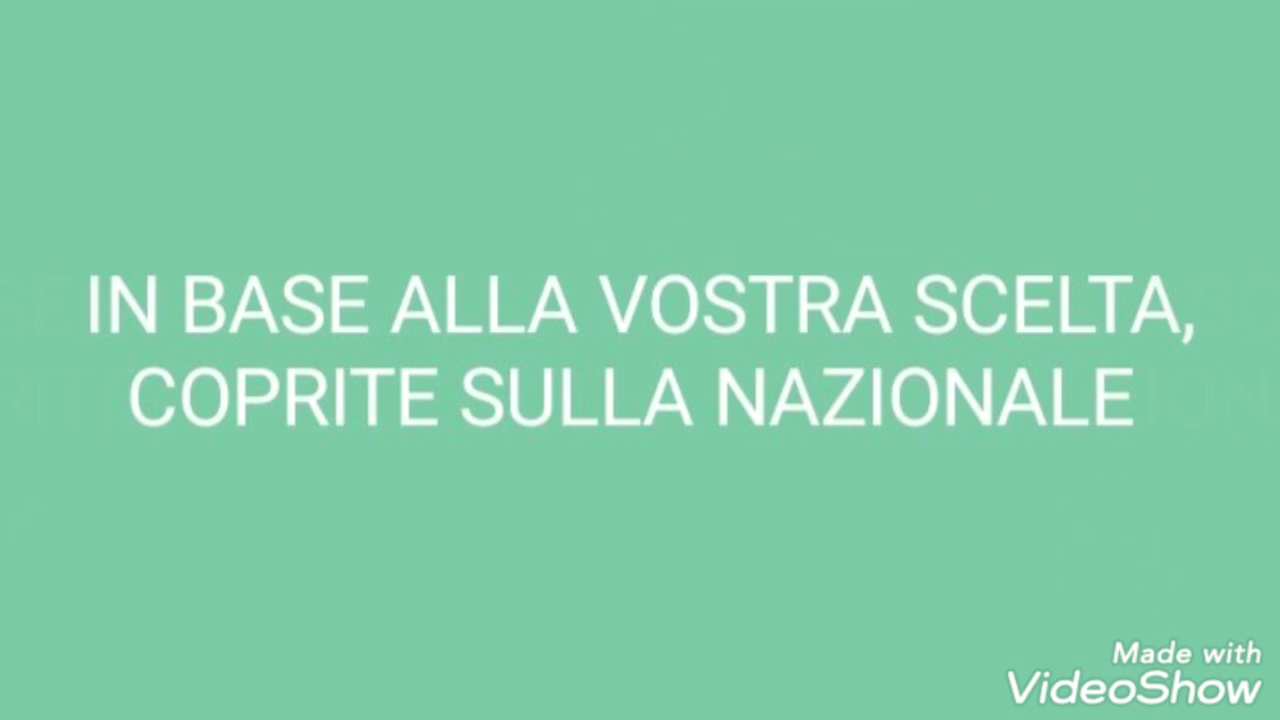 IN BASE ALLA VOSTRA SCELTA,
COPRITE SULLA NAZIONALE
Made with
VideoShow